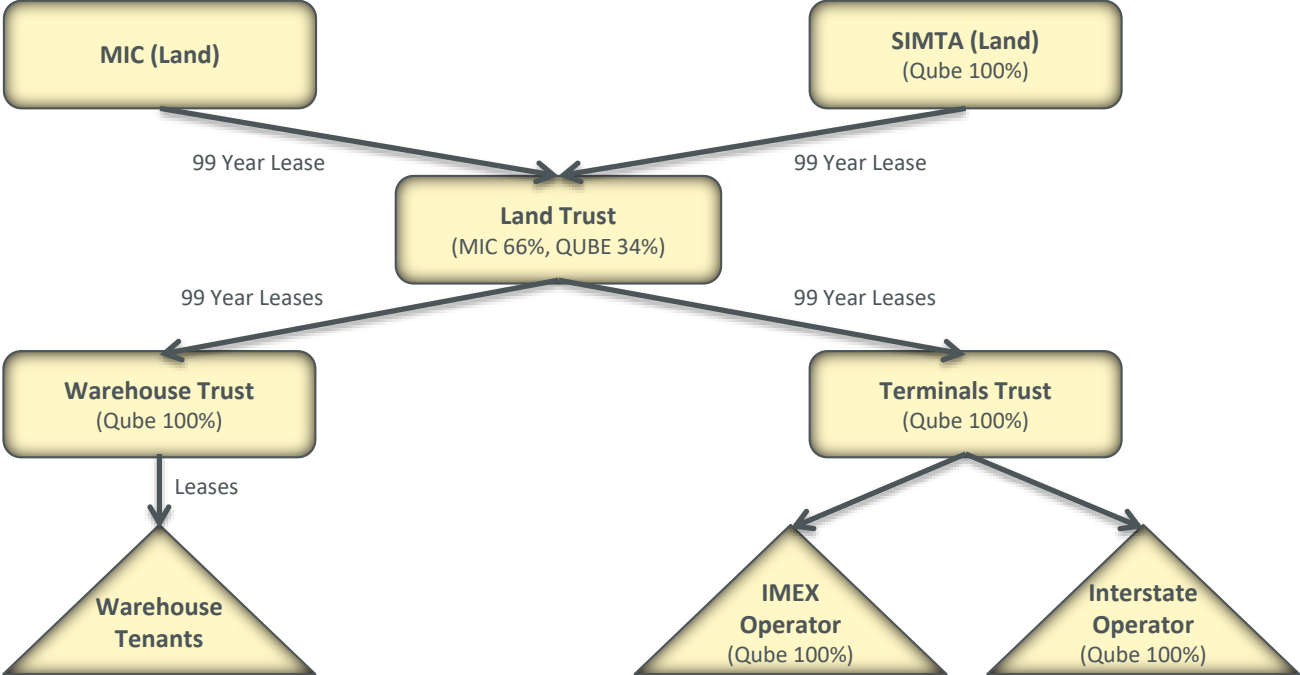 MIC (Land)
SIMTA (Land)
(Qube 100%)
99 Year Lease
99 Year Lease
Land Trust
(MIC 66%, QUBE 34%)
99 Year Leases
99 Year Leases
Warehouse Trust
(Qube 100%)
Terminals Trust
(Qube 100%)
Leases
Warehouse
Tenants
IMEX
Operator
(Qube 100%)
Interstate
Operator
(Qube 100%)